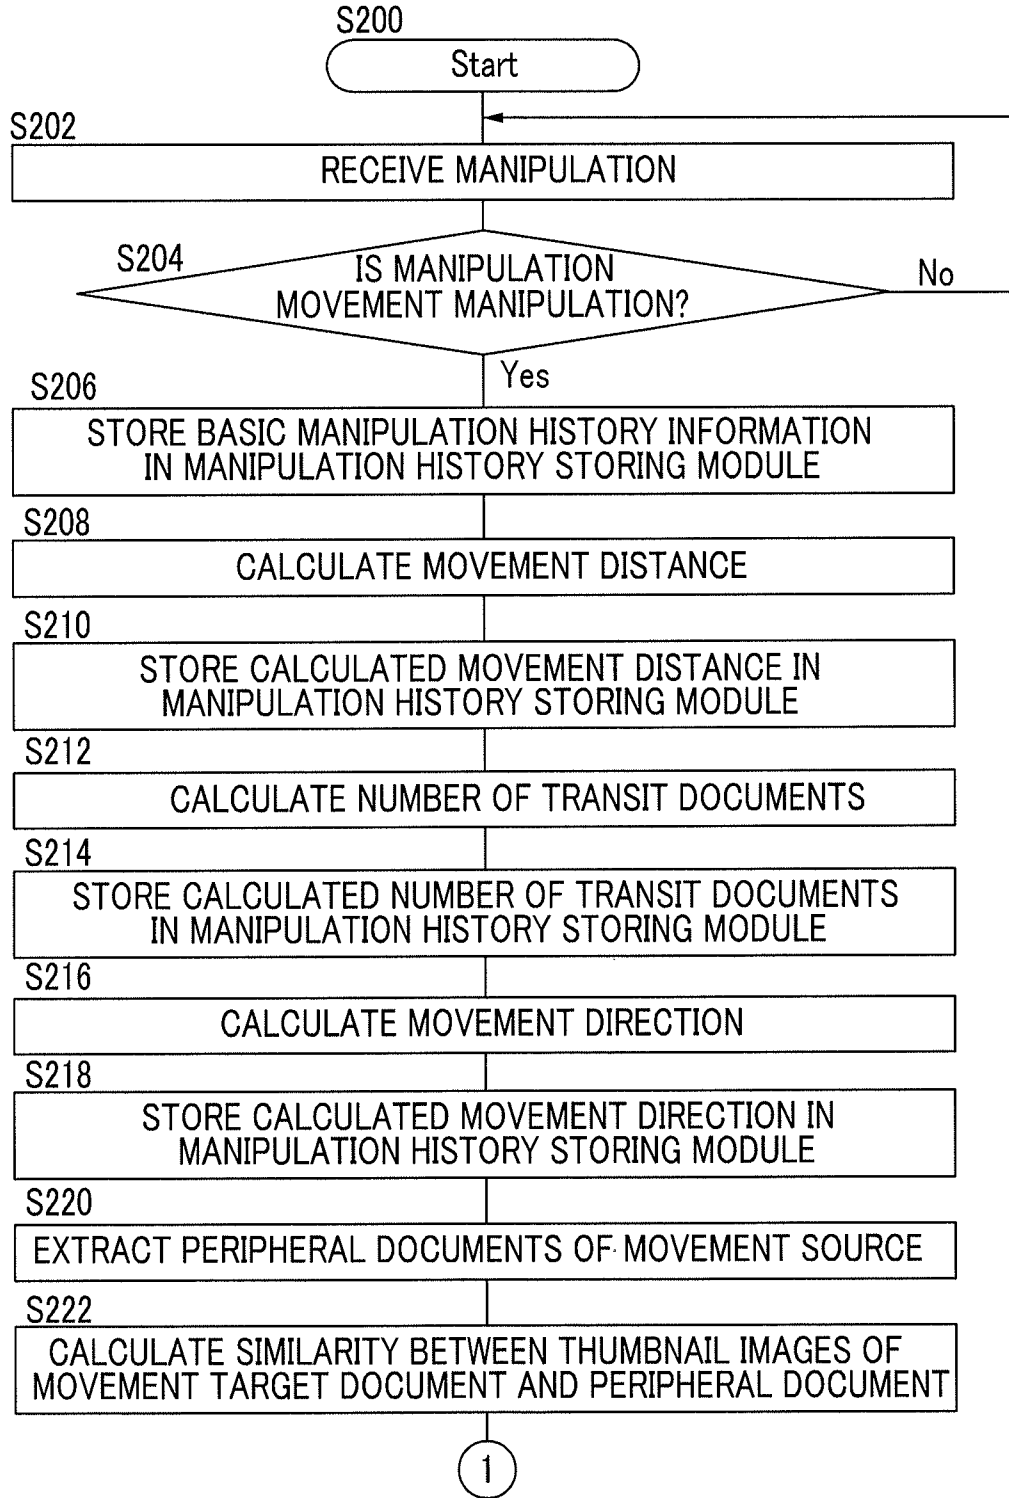 S200
Start
S202
RECEIVE MANIPULATION
S204
IS MANIPULATION
MOVEMENT MANIPULATION?
No
Yes
S206
STORE BASIC MANIPULATION HISTORY INFORMATION
IN MANIPULATION HISTORY STORING MODULE
S208
CALCULATE MOVEMENT DISTANCE
S210
STORE CALCULATED MOVEMENT DISTANCE IN
MANIPULATION HISTORY STORING MODULE
S212
CALCULATE NUMBER OF TRANSIT DOCUMENTS
S214
STORE CALCULATED NUMBER OF TRANSIT DOCUMENTS
IN MANIPULATION HISTORY STORING MODULE
S216
CALCULATE MOVEMENT DIRECTION
S218
STORE CALCULATED MOVEMENT DIRECTION IN
MANIPULATION HISTORY STORING MODULE
S220
EXTRACT PERIPHERAL DOCUMENTS OF MOVEMENT SOURCE
S222
CALCULATE SIMILARITY BETWEEN THUMBNAIL IMAGES OF
MOVEMENT TARGET DOCUMENT AND PERIPHERAL DOCUMENT
1